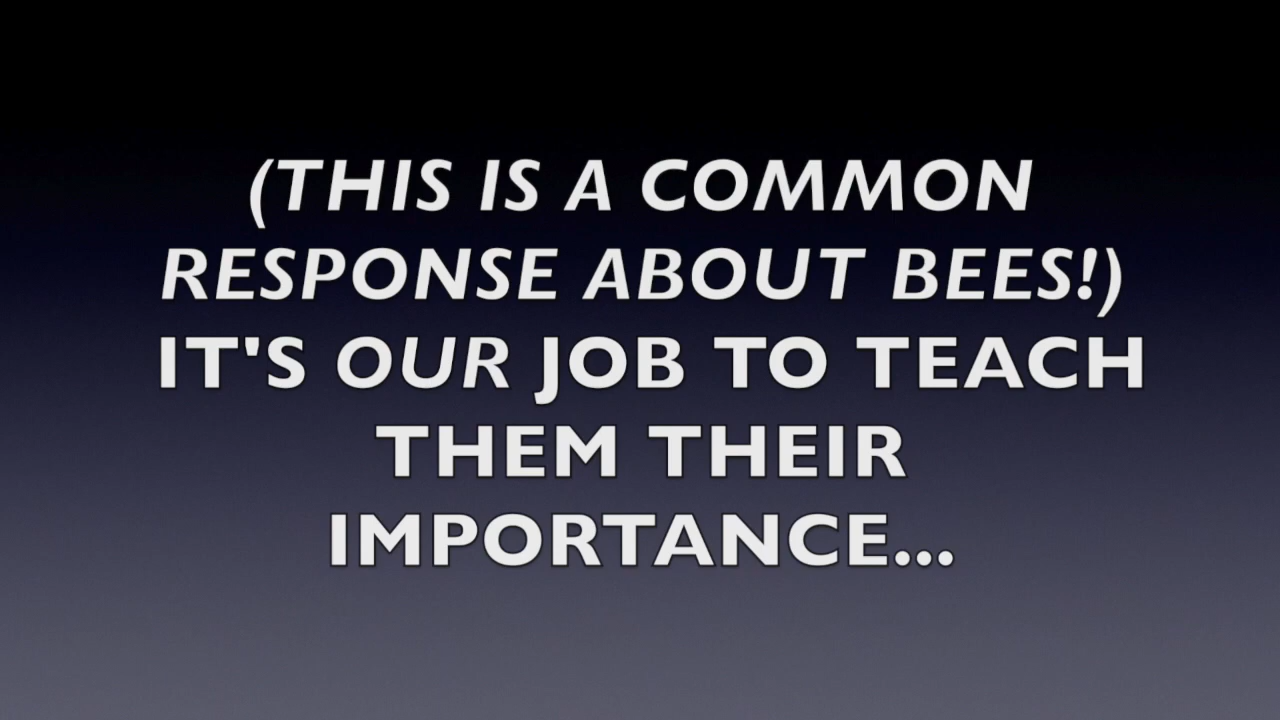 (THIS IS A COMMON
RESPONSE ABOUT BEES!)
IT'S OUR JOB TO TEACH
THEM THEIR
IMPORTANCE...